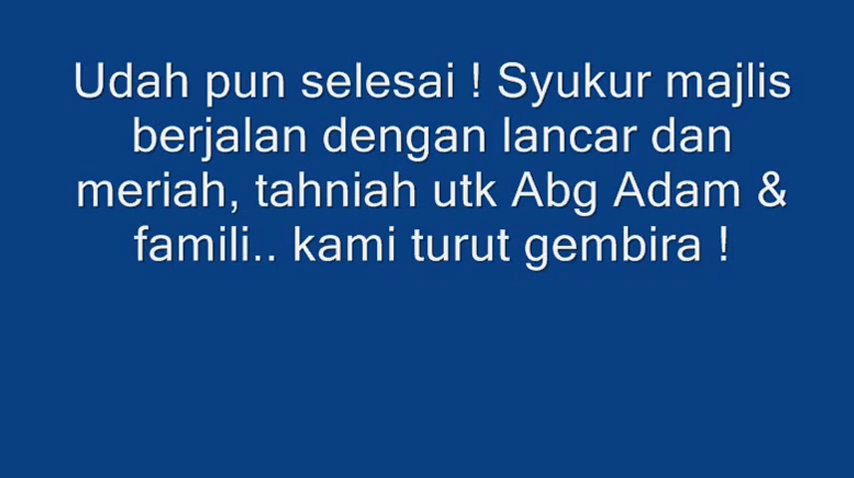 Udah pun selesai ! Syukur majlis
berjalan dengan lancar dan
meriah, tahniah utk Abg Adam &
famili.. kami turut gembira !